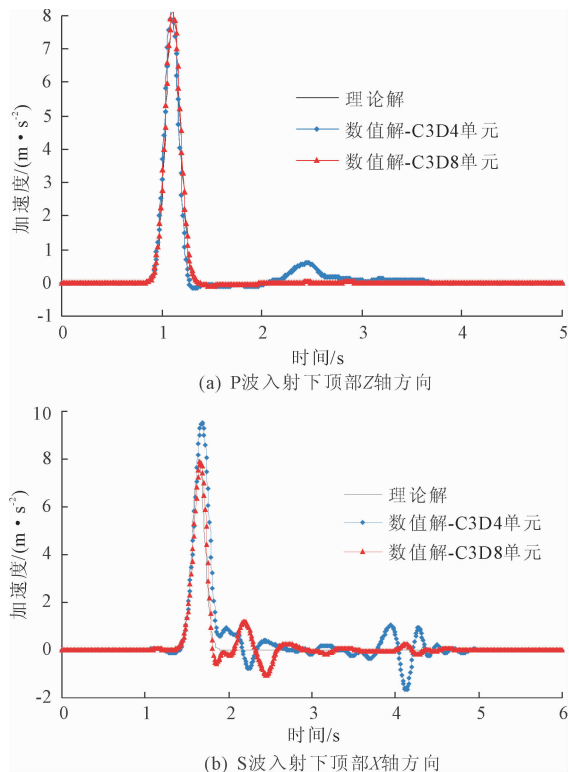 8
7
6
5
4
3
2
1
0
-1
加速度/(m·s⁻²)
理论解
数值解-C3D4单元
数值解-C3D8单元
0 1 2 3 4 5
时间/s
(a) P波入射下顶部Z轴方向
10
8
6
4
2
0
-2
加速度/(m·s⁻²)
理论解
数值解-C3D4单元
数值解-C3D8单元
0 1 2 3 4 5 6
时间/s
(b) S波入射下顶部X轴方向